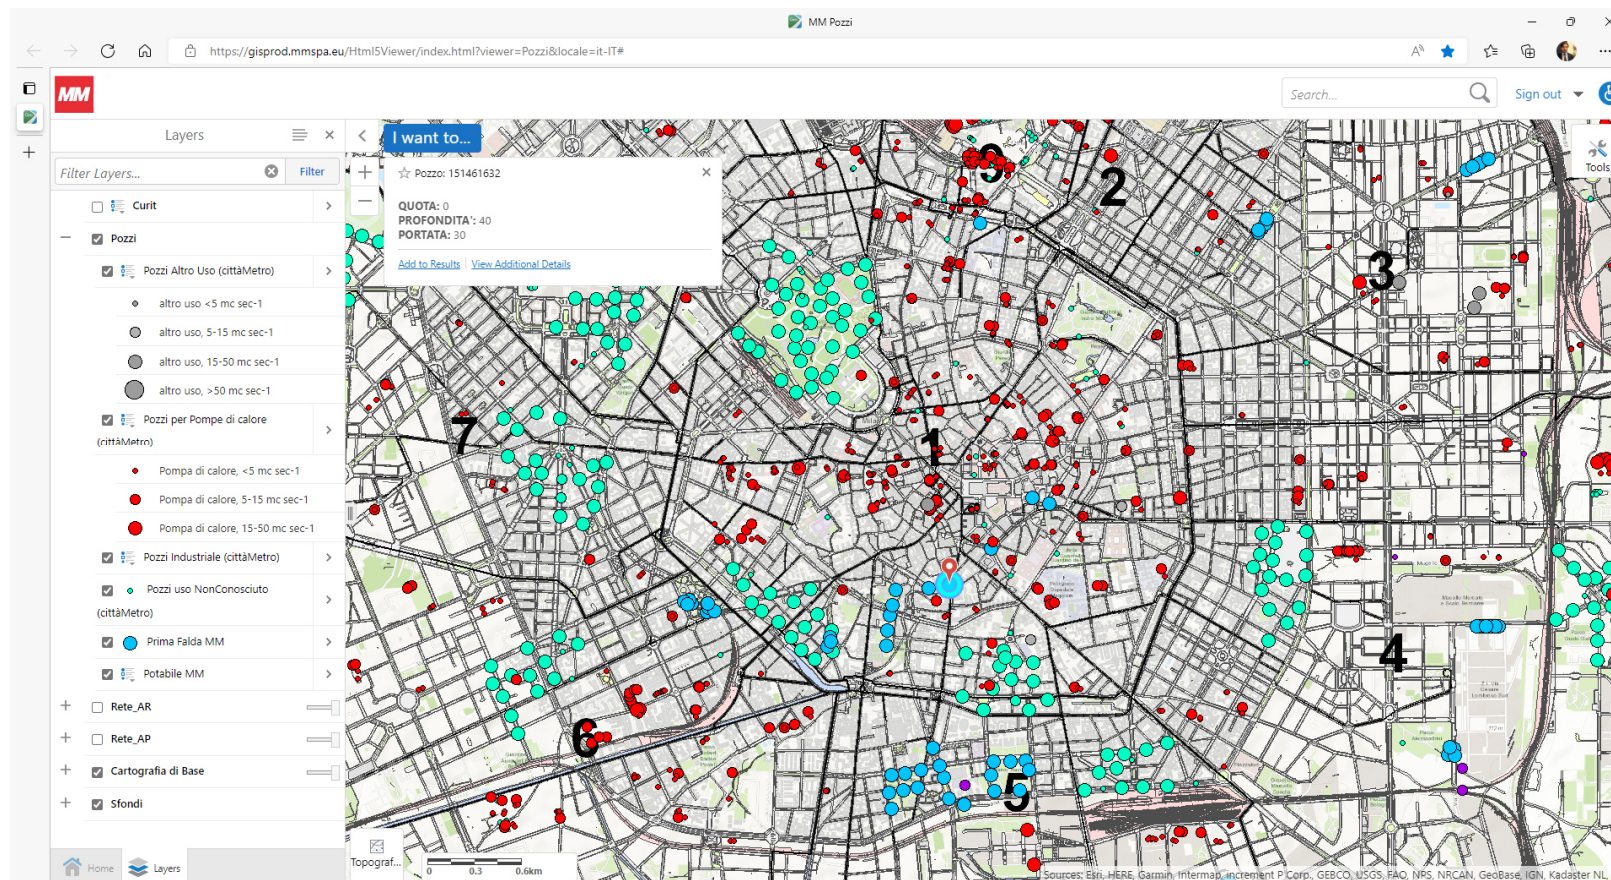 MM Pozzi
https://gisprod.mmspa.eu/Html5Viewer/index.html?viewer=Pozzi&locale=it-IT#
MM
Search...
Sign out
Layers
I want to...
Filter Layers...
Filter
Tools
Pozzo: 151461632
QUOTA: 0
PROFONDITA': 40
PORTATA: 30
Add to Results
View Additional Details
Curit
Pozzi
Pozzi Altro Uso (cittàMetro)
altro uso <5 mc sec-1
altro uso, 5-15 mc sec-1
altro uso, 15-50 mc sec-1
altro uso, >50 mc sec-1
Pozzi per Pompe di calore
(cittàMetro)
Pompa di calore, <5 mc sec-1
Pompa di calore, 5-15 mc sec-1
Pompa di calore, 15-50 mc sec-1
Pozzi Industriale (cittàMetro)
Pozzi uso NonConosciuto
(cittàMetro)
Prima Falda MM
Potabile MM
Rete_AR
Rete_AP
Cartografia di Base
Sfondi
Home
Layers
9
2
3
1
7
4
6
5
Topograf...
0 0.3 0.6km
Sources: Esri, HERE, Garmin, Intermap, increment P Corp., GEBCO, USGS, FAO, NPS, NRCAN, GeoBase, IGN, Kadaster NL,